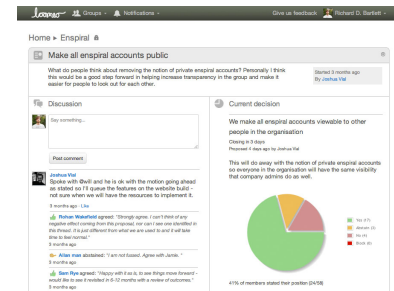 loomio Groups Notifications Give us feedback Richard D. Bartlett
Home ▸ Enspiral
Make all enspiral accounts public
What do people think about removing the notion of private enspiral accounts? Personally I think
this would be a good step forward in helping increase transparency in the group and make it
easier for people to look out for each other.
Started 3 months ago
By Joshua Vial
Discussion
Say something...
Post comment
Joshua Vial
Spoke with @will and he is ok with the motion going ahead
as stated so I'll queue the features on the website build -
not sure when we will have the resources to implement it.
3 months ago · Like
Rohan Wakefield agreed: "Strongly agree, I can't think of any
negative effect coming from this proposal, nor can I see one identified in
this thread. It is just different from what we are used to and it will take
time to feel normal."
3 months ago
Allan max abstained: "I am not fussed. Agree with Jamie."
3 months ago
Sam Rye agreed: "Happy with it as is, to see things move forward -
would like to see it revisited in 6-12 months with a review of outcomes."
3 months ago
Current decision
We make all enspiral accounts viewable to other
people in the organisation
Closing in 3 days
Proposed 4 days ago by Joshua Vial
This will do away with the notion of private enspiral accounts
so everyone in the organisation will have the same visibility
that company admins do as well.
Yes (17)
Abstain (3)
No (4)
Block (0)
41% of members stated their position (24/58)